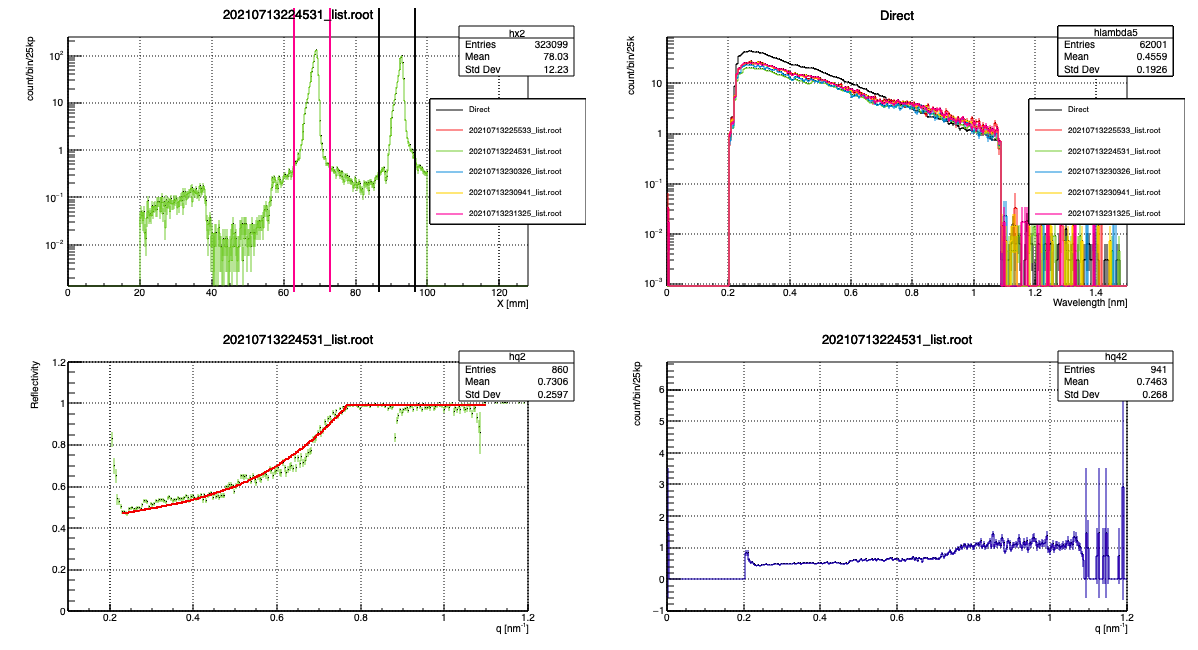 20210713224531_list.root
hx2
Entries 323099
Mean 78.03
Std Dev 12.23
count/bin/25kp
10²
10
1
10⁻¹
10⁻²
0 20 40 60 80 100 120
X [mm]
Direct
20210713225533_list.root
20210713224531_list.root
20210713230326_list.root
20210713230941_list.root
20210713231325_list.root
Direct
hlambda5
Entries 62001
Mean 0.4559
Std Dev 0.1926
count/bin/25k
10
1
10⁻¹
10⁻²
10⁻³
0 0.2 0.4 0.6 0.8 1 1.2 1.4
Wavelength [nm]
Direct
20210713225533_list.root
20210713224531_list.root
20210713230326_list.root
20210713230941_list.root
20210713231325_list.root
20210713224531_list.root
hq2
Entries 860
Mean 0.7306
Std Dev 0.2597
Reflectivity
1.2
1
0.8
0.6
0.4
0.2
0
0.2 0.4 0.6 0.8 1 1.2
q [nm⁻¹]
20210713224531_list.root
hq42
Entries 941
Mean 0.7463
Std Dev 0.268
count/bin/25kp
6
5
4
3
2
1
0
−1
0 0.2 0.4 0.6 0.8 1 1.2
q [nm⁻¹]